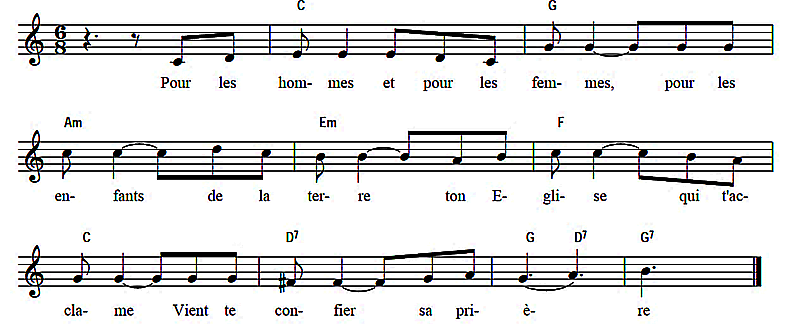 C G
6
8
Pour les hom- mes et pour les fem- mes, pour les
Am Em F
en- fants de la ter- re ton E- gli- se qui t'ac-
C D7 G D7 G7
cla- me Vient te con- fier sa pri- è- re